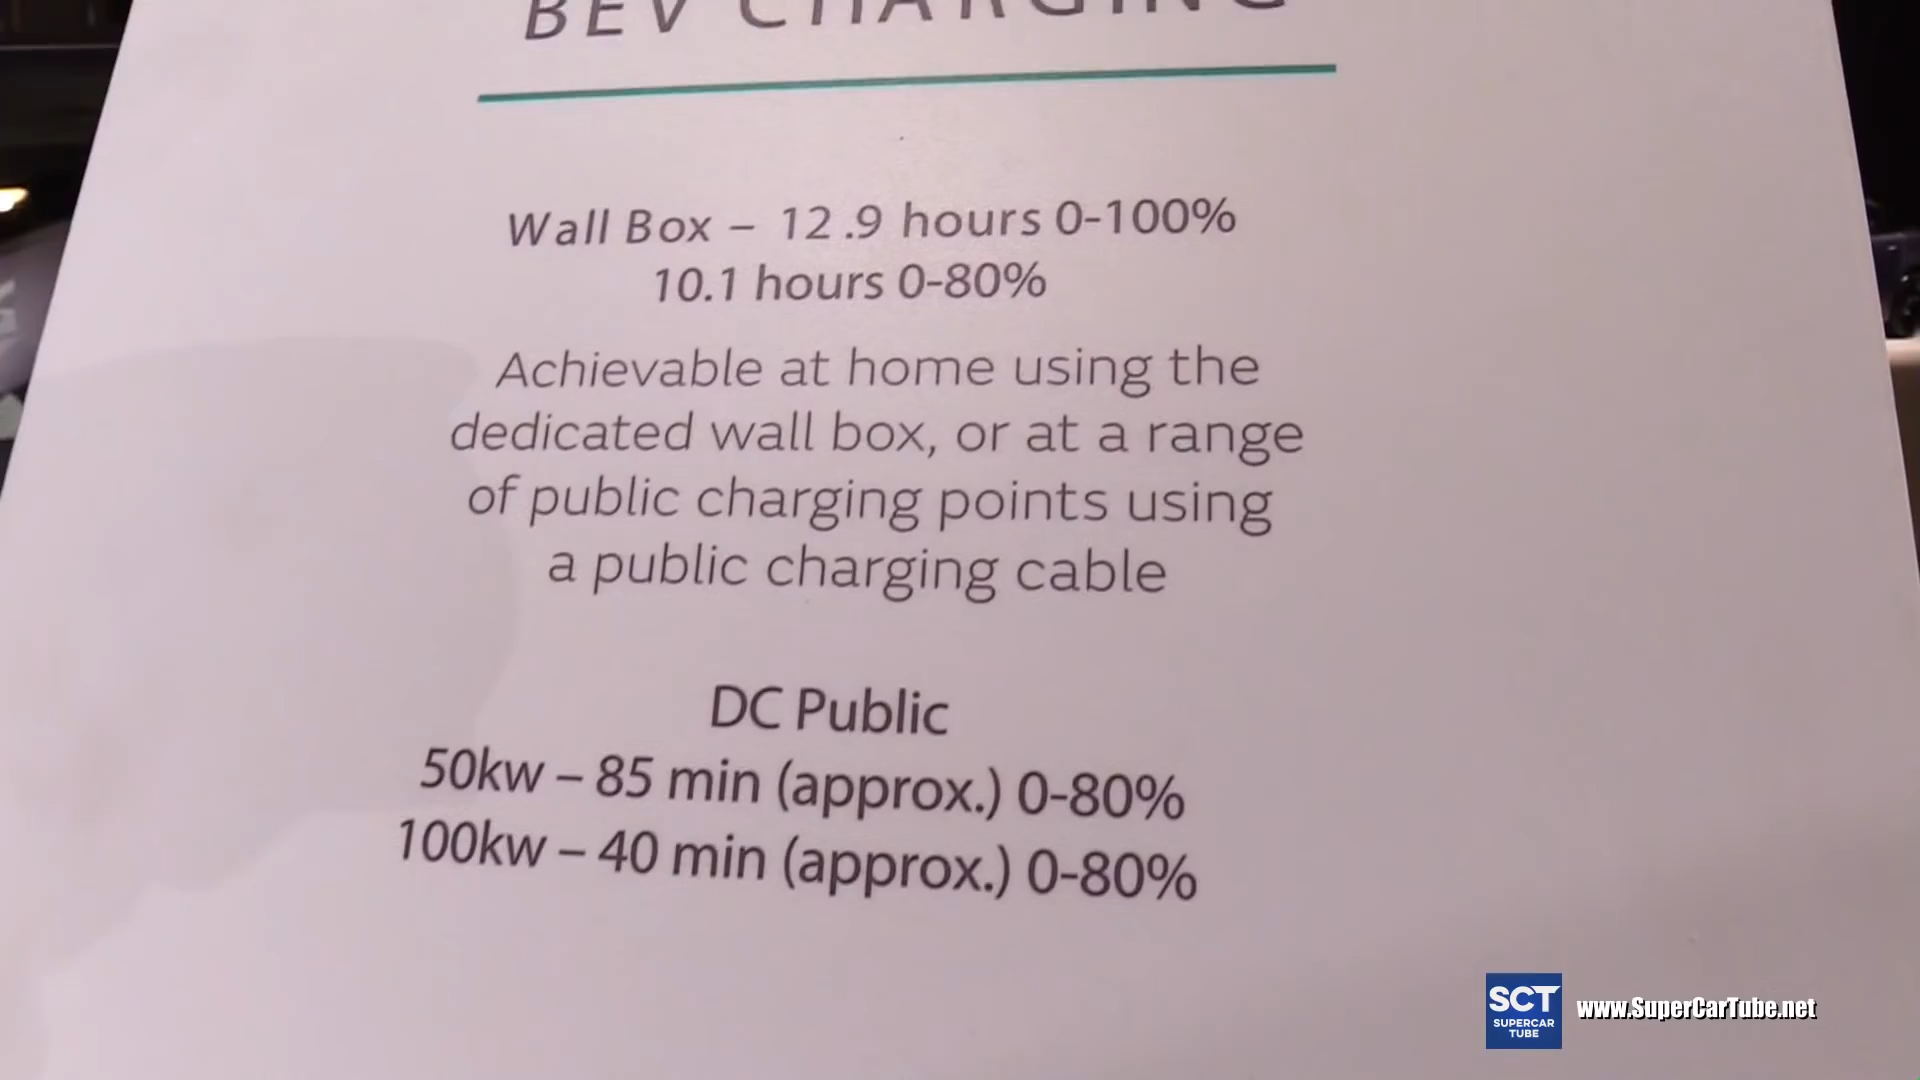 BEV CHARGING
Wall Box – 12.9 hours 0-100%
10.1 hours 0-80%
Achievable at home using the
dedicated wall box, or at a range
of public charging points using
a public charging cable
DC Public
50kw – 85 min (approx.) 0-80%
100kw – 40 min (approx.) 0-80%
SCT
SUPERCAR
TUBE
www.SuperCarTube.net